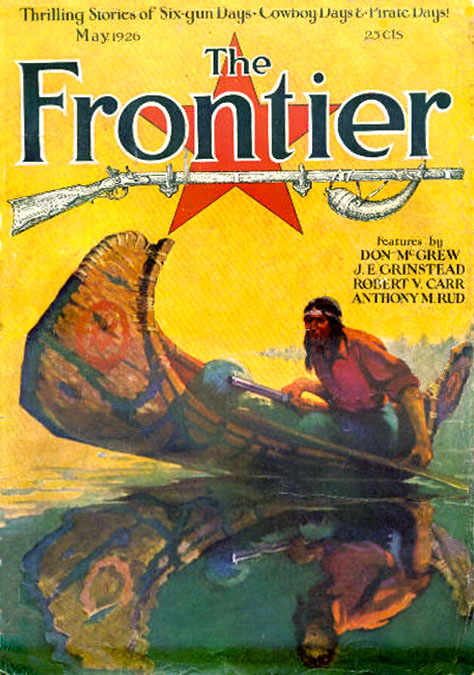 Thrilling Stories of Six-gun Days - Cowboy Days & Pirate Days!
May, 1926 25 cts
The
Frontier
Features by
DON McGREW
J. E. GRINSTEAD
ROBERT V. CARR
ANTHONY M. RUD